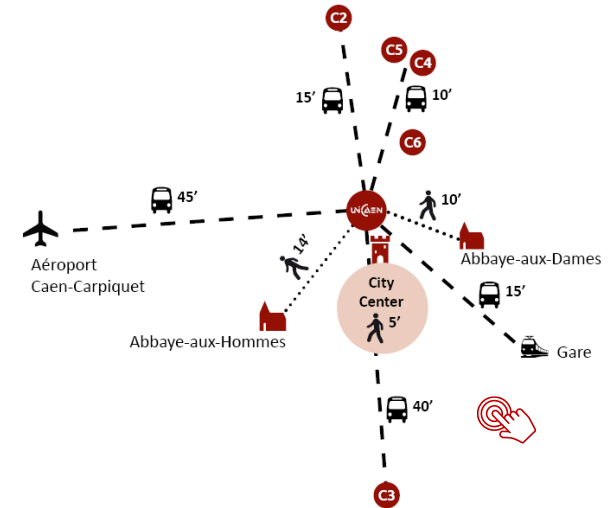 C2
C5
C4
15’
10’
C6
45’
UNICAEN
10’
14’
Abbaye-aux-Dames
Aéroport
Caen-Carpiquet
City
Center
5’
15’
Abbaye-aux-Hommes
Gare
40’
C3